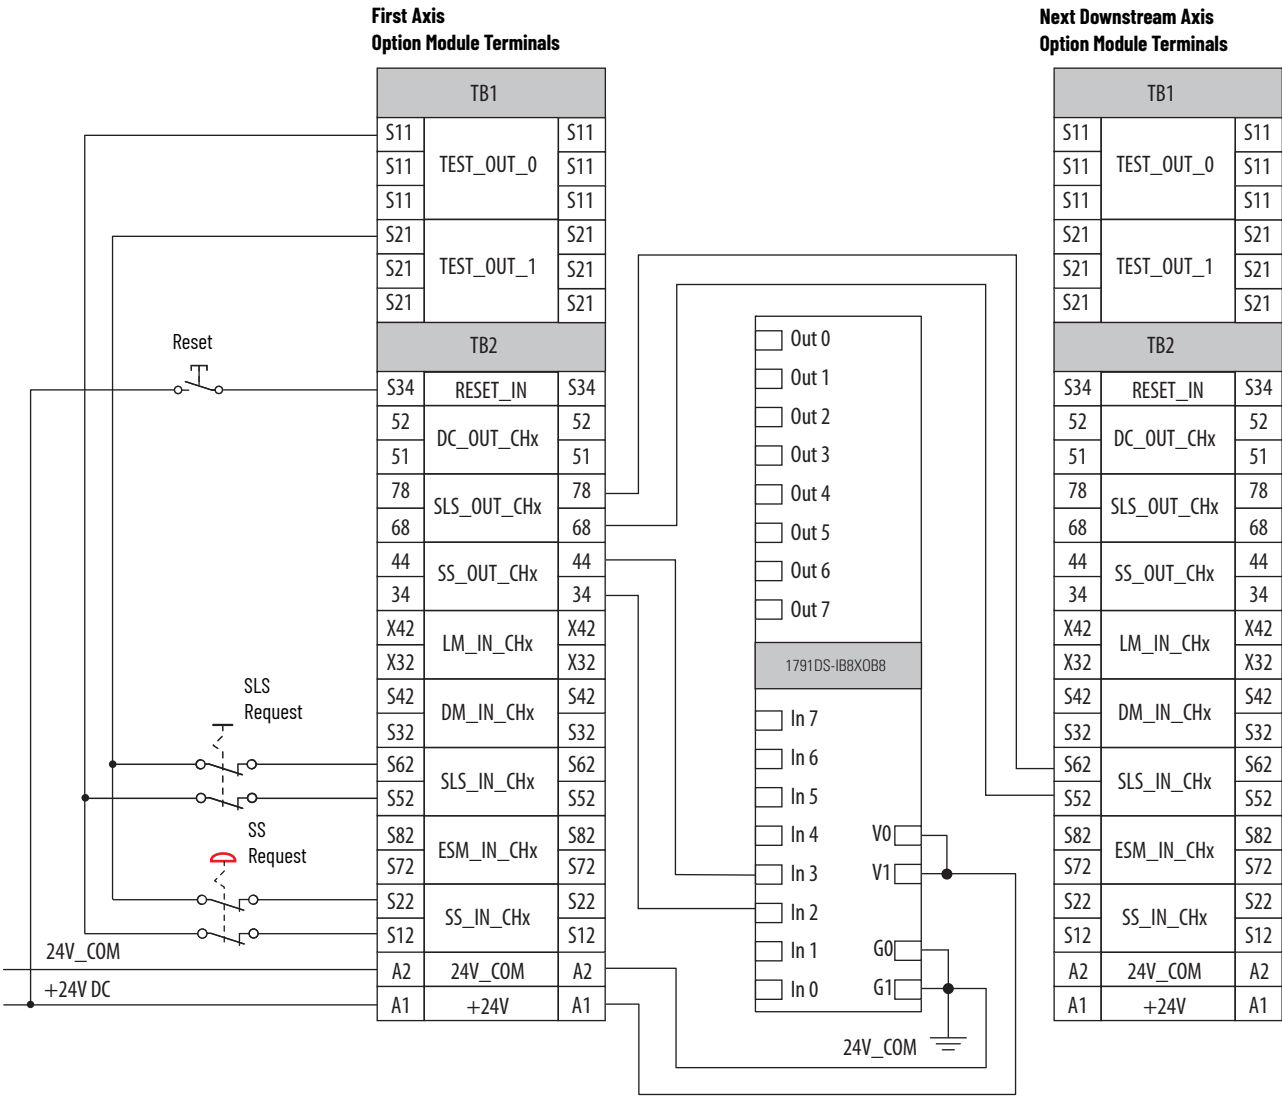 First Axis
Option Module Terminals
Next Downstream Axis
Option Module Terminals
TB1
S11 S11
S11 TEST_OUT_0 S11
S11 S11
S21 S21
S21 TEST_OUT_1 S21
S21 S21
TB2
S34 RESET_IN S34
52 52
DC_OUT_CHx
51 51
78 78
SLS_OUT_CHx
68 68
44 44
SS_OUT_CHx
34 34
X42 X42
LM_IN_CHx
X32 X32
S42 S42
DM_IN_CHx
S32 S32
S62 S62
SLS_IN_CHx
S52 S52
S82 S82
ESM_IN_CHx
S72 S72
S22 S22
SS_IN_CHx
S12 S12
A2 24V_COM A2
A1 +24V A1
Reset
SLS
Request
SS
Request
24V_COM
+24V DC
Out 0
Out 1
Out 2
Out 3
Out 4
Out 5
Out 6
Out 7
1791DS-IB8XOB8
In 7
In 6
In 5
In 4 V0
In 3 V1
In 2
In 1 G0
In 0 G1
24V_COM
TB1
S11 S11
S11 TEST_OUT_0 S11
S11 S11
S21 S21
S21 TEST_OUT_1 S21
S21 S21
TB2
S34 RESET_IN S34
52 52
DC_OUT_CHx
51 51
78 78
SLS_OUT_CHx
68 68
44 44
SS_OUT_CHx
34 34
X42 X42
LM_IN_CHx
X32 X32
S42 S42
DM_IN_CHx
S32 S32
S62 S62
SLS_IN_CHx
S52 S52
S82 S82
ESM_IN_CHx
S72 S72
S22 S22
SS_IN_CHx
S12 S12
A2 24V_COM A2
A1 +24V A1